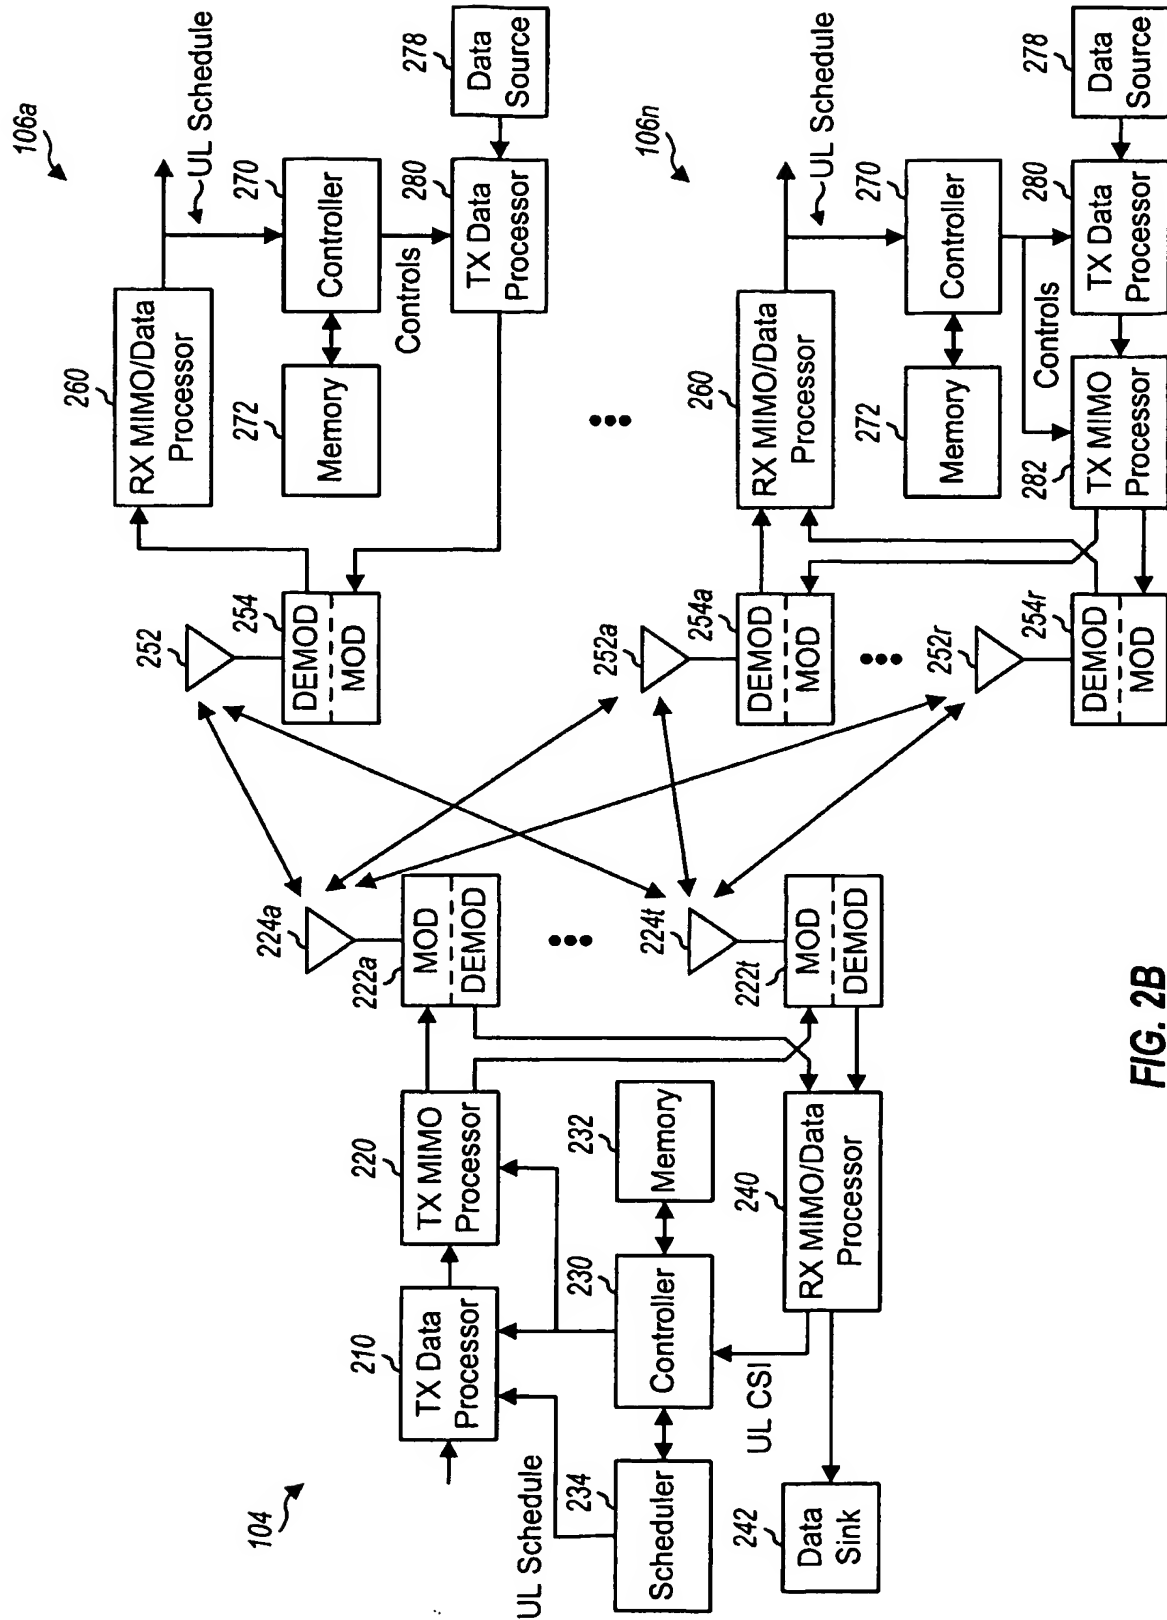 104
210
TX Data
Processor
220
TX MIMO
Processor
222a
MOD
DEMOD
224a
UL Schedule
234
Scheduler
230
Controller
232
Memory
222t
MOD
DEMOD
224t
UL CSI
242
Data
Sink
240
RX MIMO/Data
Processor
106a
252
254
DEMOD
MOD
260
RX MIMO/Data
Processor
UL Schedule
272
Memory
270
Controller
Controls
280
TX Data
Processor
278
Data
Source
106n
252a
254a
DEMOD
MOD
252r
254r
DEMOD
MOD
260
RX MIMO/Data
Processor
UL Schedule
272
Memory
270
Controller
Controls
282
TX MIMO
Processor
280
TX Data
Processor
278
Data
Source
FIG. 2B